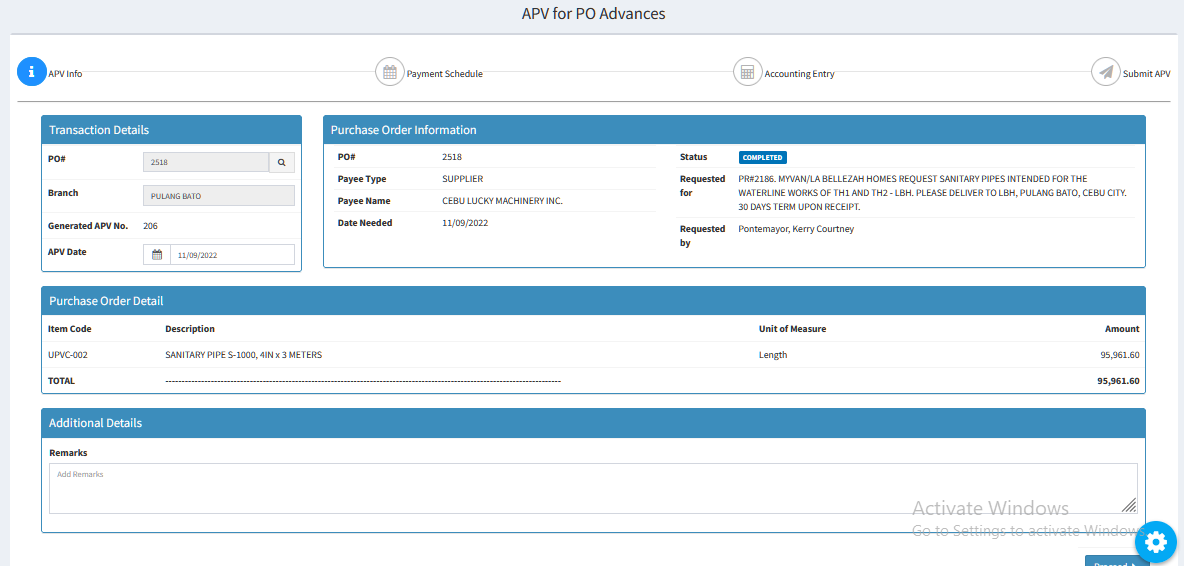 APV for PO Advances
APV Info
Payment Schedule
Accounting Entry
Submit APV
Transaction Details
PO#
2518
Branch
PULANG BATO
Generated APV No.
206
APV Date
11/09/2022
Purchase Order Information
PO#
2518
Payee Type
SUPPLIER
Payee Name
CEBU LUCKY MACHINERY INC.
Date Needed
11/09/2022
Status
COMPLETED
Requested
for
PR#2186. MYVAN/LA BELLEZAH HOMES REQUEST SANITARY PIPES INTENDED FOR THE
WATERLINE WORKS OF TH1 AND TH2 - LBH. PLEASE DELIVER TO LBH, PULANG BATO, CEBU CITY.
30 DAYS TERM UPON RECEIPT.
Requested
by
Pontemayor, Kerry Courtney
Purchase Order Detail
Item Code Description Unit of Measure Amount
UPVC-002 SANITARY PIPE S-1000, 4IN x 3 METERS Length 95,961.60
TOTAL 95,961.60
Additional Details
Remarks
Add Remarks
Activate Windows
Go to Settings to activate Windows
Proceed